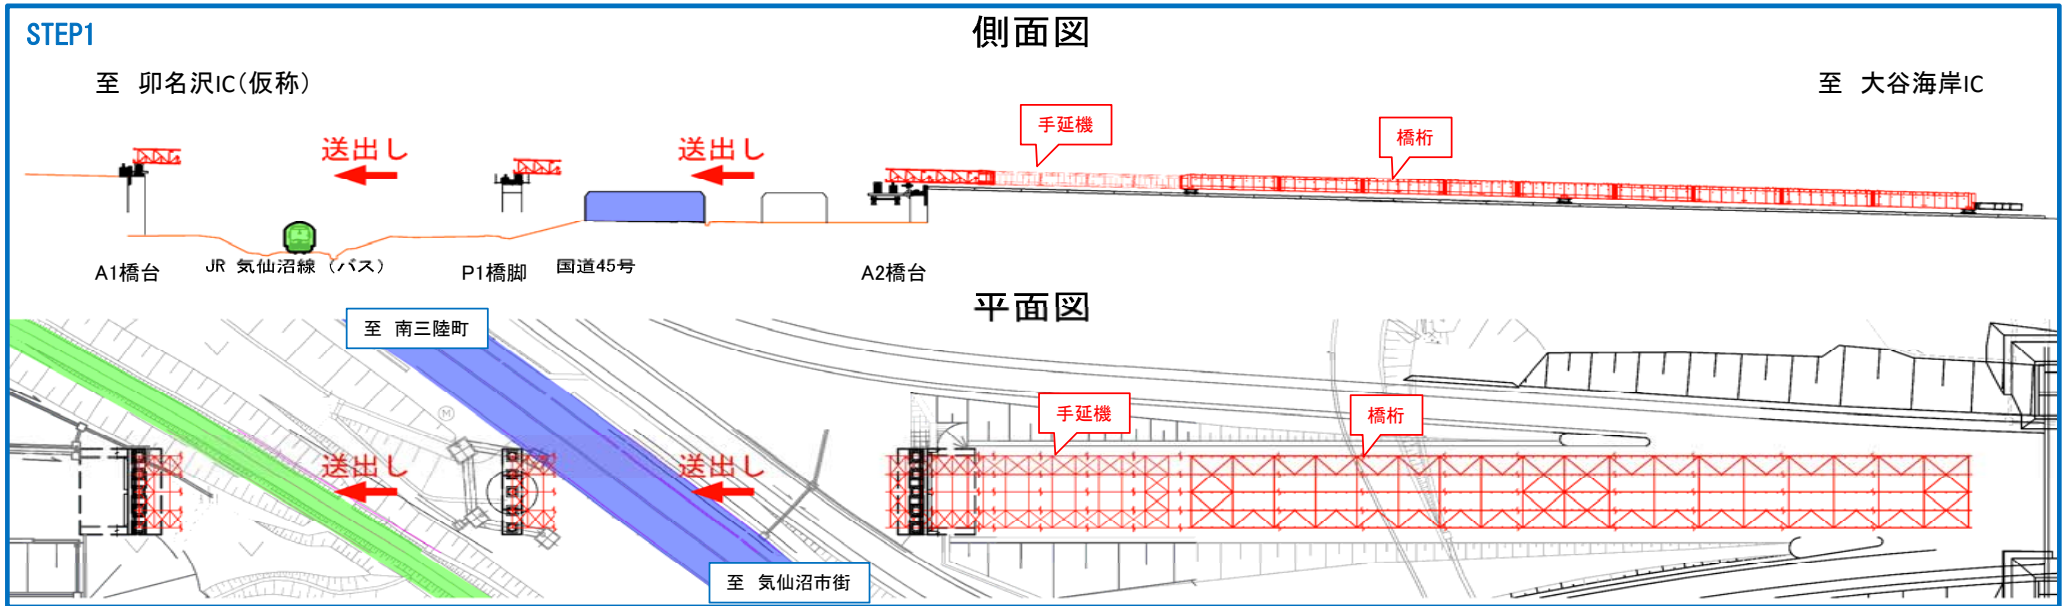 STEP1
側面図
至 卯名沢IC(仮称)
至 大谷海岸IC
手延機
橋桁
送出し
送出し
A1橋台
JR 気仙沼線 (バス)
P1橋脚
国道45号
A2橋台
平面図
至 南三陸町
手延機
橋桁
M
送出し
送出し
至 気仙沼市街